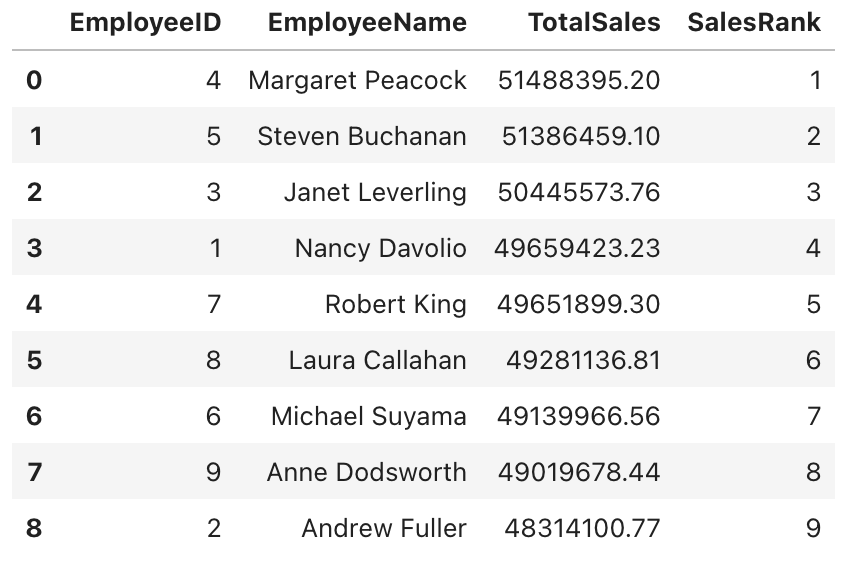 EmployeeID EmployeeName TotalSales SalesRank
0 4 Margaret Peacock 51488395.20 1
1 5 Steven Buchanan 51386459.10 2
2 3 Janet Leverling 50445573.76 3
3 1 Nancy Davolio 49659423.23 4
4 7 Robert King 49651899.30 5
5 8 Laura Callahan 49281136.81 6
6 6 Michael Suyama 49139966.56 7
7 9 Anne Dodsworth 49019678.44 8
8 2 Andrew Fuller 48314100.77 9